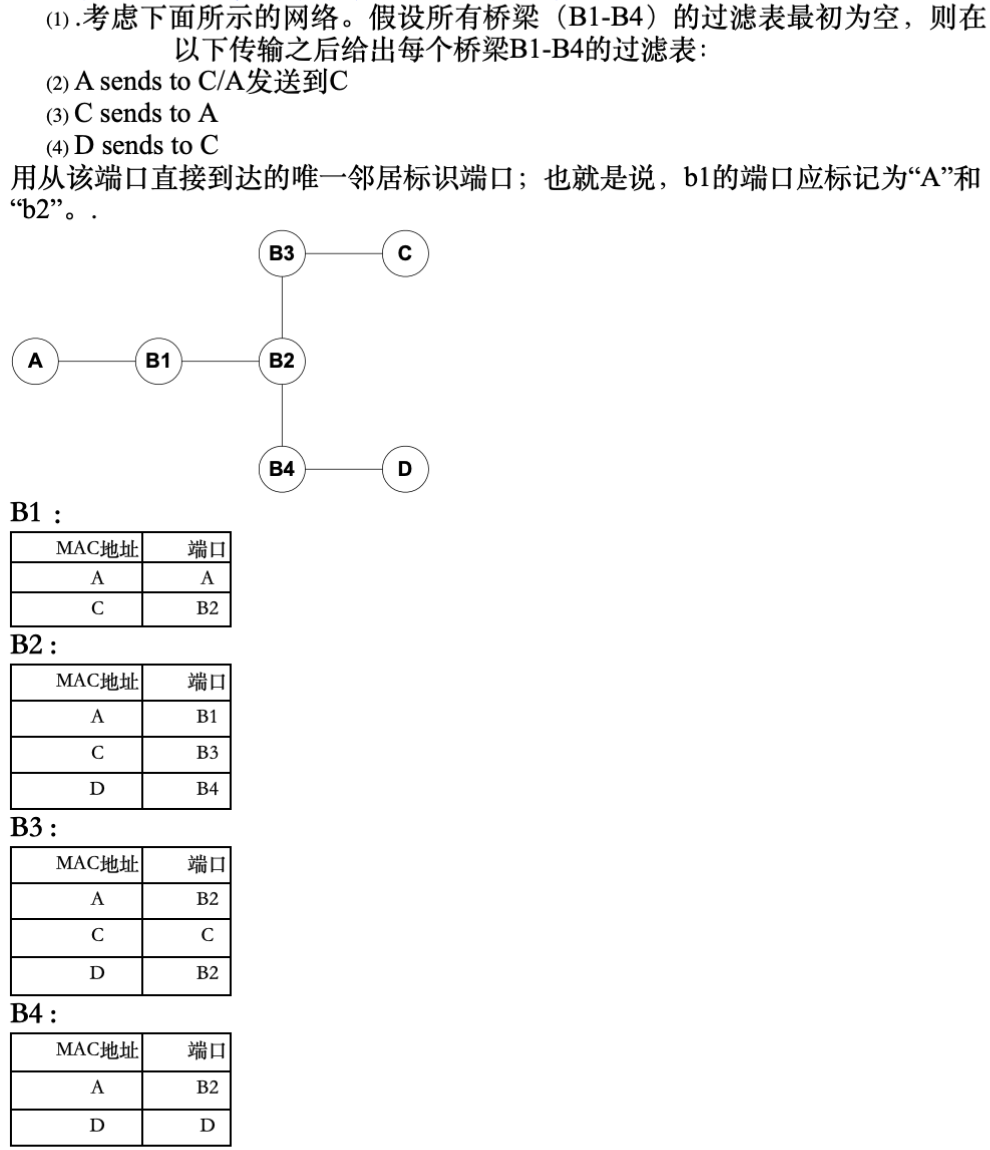 (1) .考虑下面所示的网络。假设所有桥梁（B1-B4）的过滤表最初为空，则在
以下传输之后给出每个桥梁B1-B4的过滤表：
(2) A sends to C/A发送到C
(3) C sends to A
(4) D sends to C
用从该端口直接到达的唯一邻居标识端口；也就是说，b1的端口应标记为“A”和
“b2”。.
B3 C
A B1 B2
B4 D
B1：
MAC地址 端口
A A
C B2
B2：
MAC地址 端口
A B1
C B3
D B4
B3：
MAC地址 端口
A B2
C C
D B2
B4：
MAC地址 端口
A B2
D D